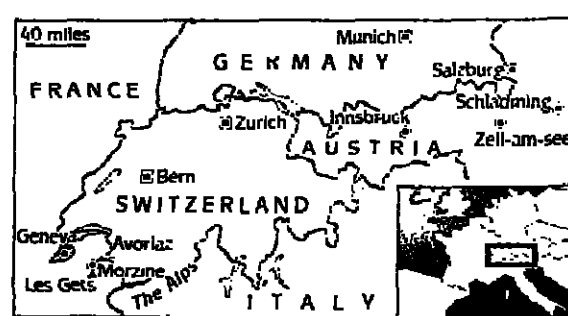 40 miles
Munich
GERMANY
Salzburg
FRANCE
Schladming
Zurich
Innsbruck
Zell-am-see
AUSTRIA
Bern
SWITZERLAND
Geneva
Avoriaz
Morzine
Les Gets
The Alps
ITALY